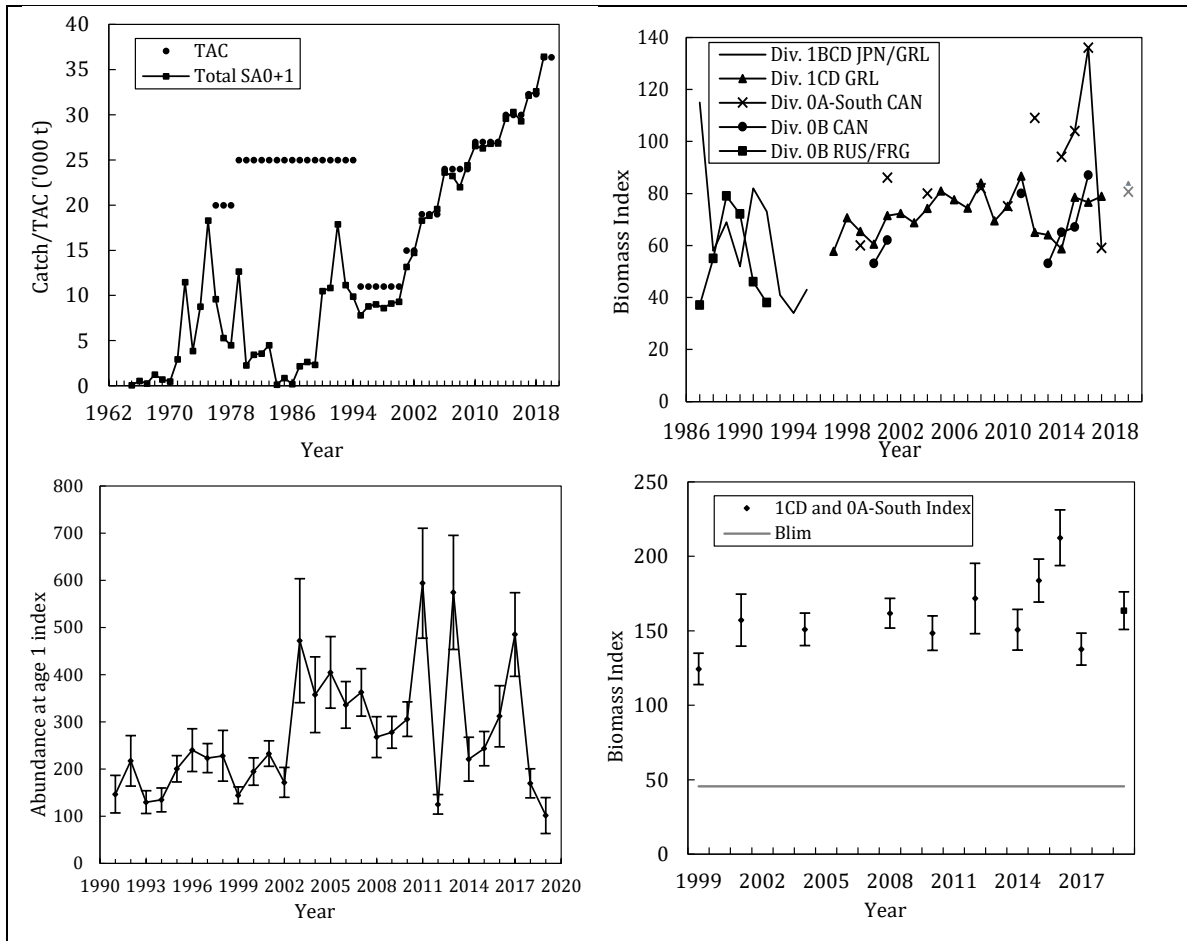 40
35
30
25
20
15
10
5
0
Catch/TAC ('000 t)
TAC
Total SA0+1
1962 1970 1978 1986 1994 2002 2010 2018
Year
140
120
100
80
60
40
20
0
Biomass Index
Div. 1BCD JPN/GRL
Div. 1CD GRL
Div. 0A-South CAN
Div. 0B CAN
Div. 0B RUS/FRG
1986 1990 1994 1998 2002 2006 2010 2014 2018
Year
800
700
600
500
400
300
200
100
0
Abundance at age 1 index
1990 1993 1996 1999 2002 2005 2008 2011 2014 2017 2020
Year
250
200
150
100
50
0
Biomass Index
1CD and 0A-South Index
Blim
1999 2002 2005 2008 2011 2014 2017
Year